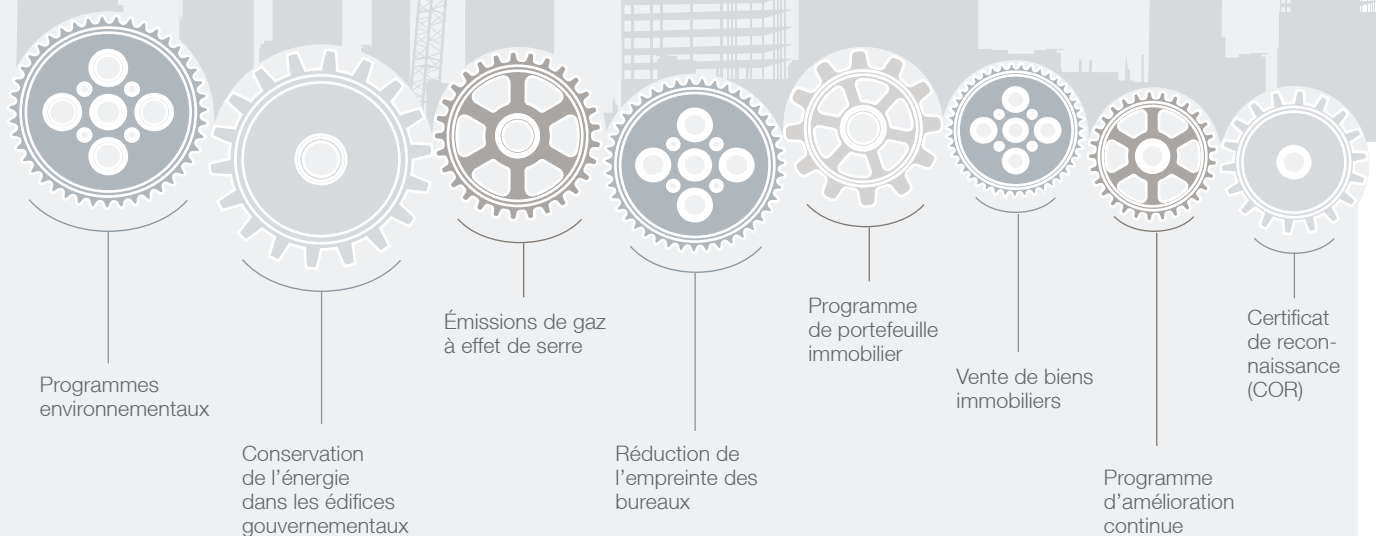 Programmes
environnementaux
Conservation
de l'énergie
dans les édifices
gouvernementaux
Émissions de gaz
à effet de serre
Réduction de
l'empreinte des
bureaux
Programme
de portefeuille
immobilier
Vente de biens
immobiliers
Programme
d'amélioration
continue
Certificat
de recon-
naissance
(COR)